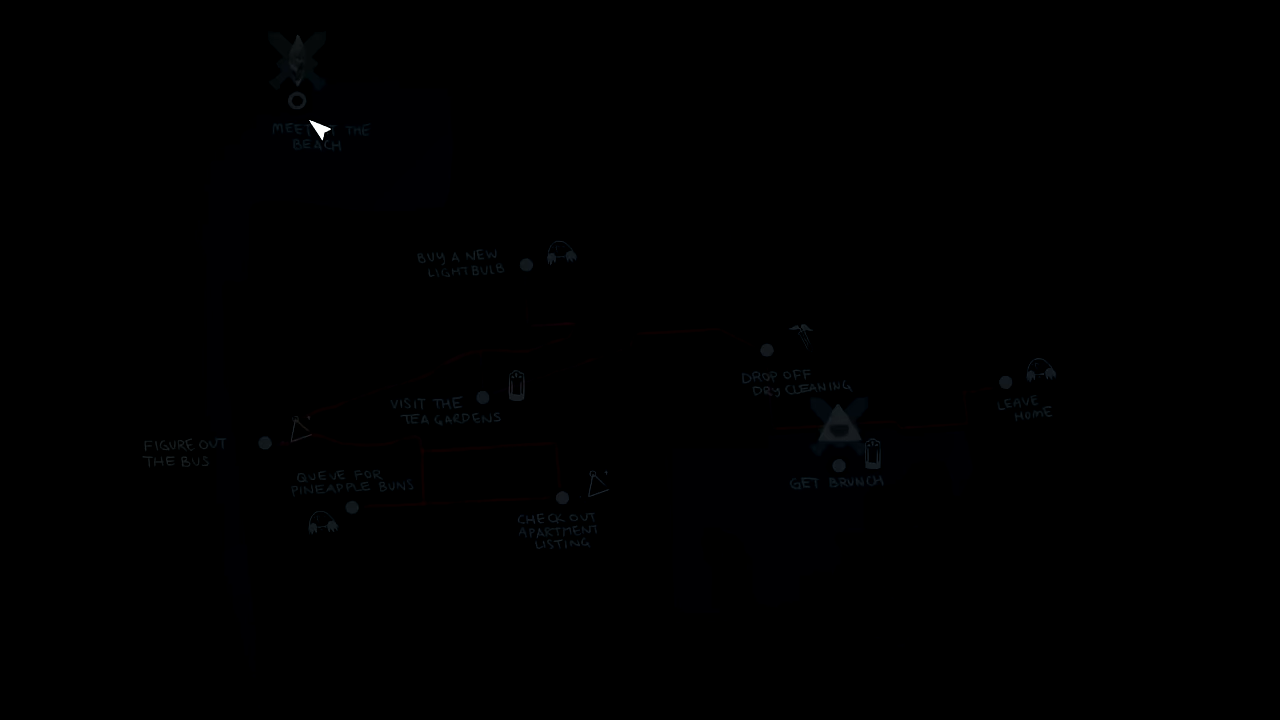 MEET THE
BEACH
BUY A NEW
LIGHTBULB
DROP OFF
DRY CLEANING
LEAVE
HOME
VISIT THE
TEA GARDENS
FIGURE OUT
THE BUS
QUEUE FOR
PINEAPPLE BUNS
GET BRUNCH
CHECK OUT
APARTMENT
LISTING